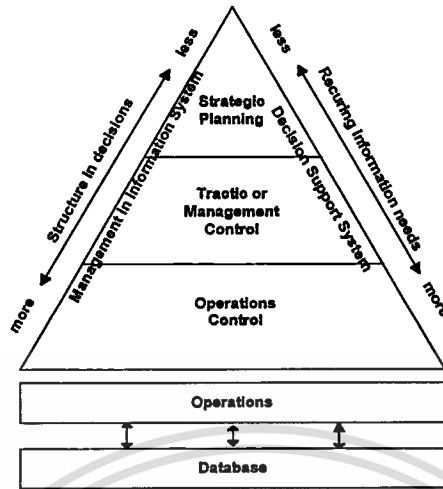 less
less
Structure in decisions
Management in Information System
Strategic
Planning
Decision Support System
Recuring information needs
Tractic or
Management
Control
more
more
Operations
Control
Operations
Database